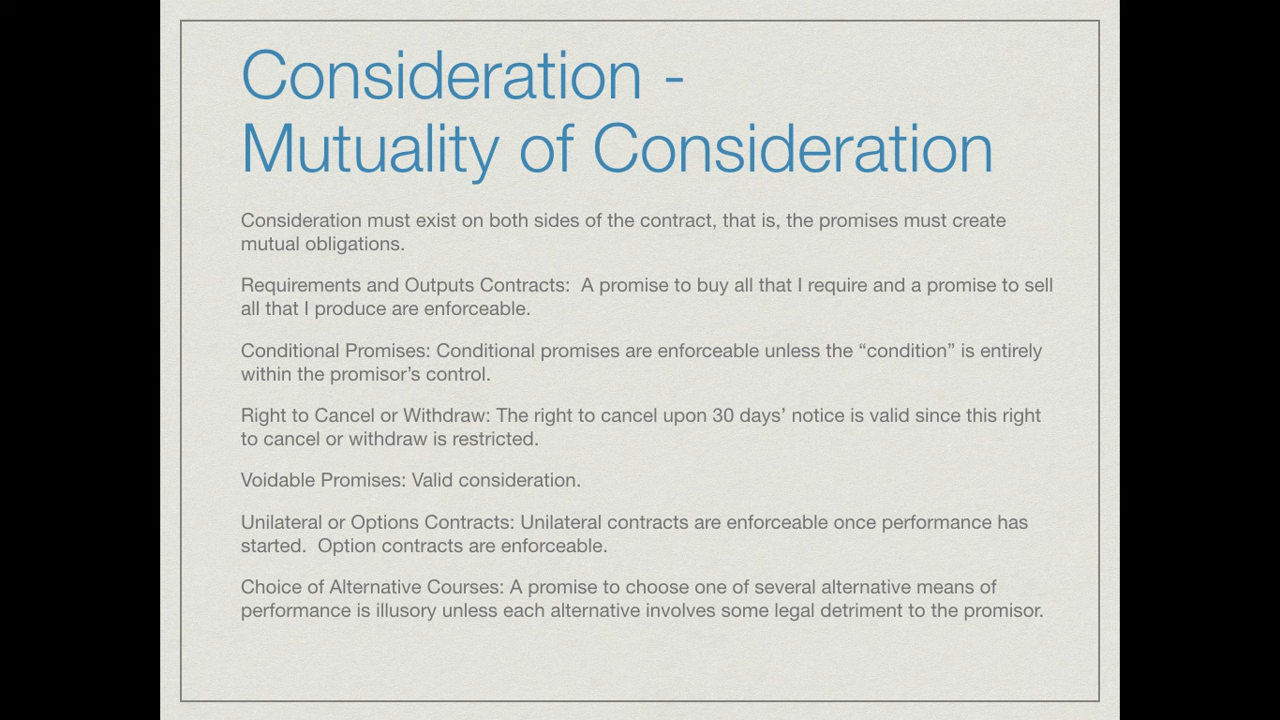 Consideration -
Mutuality of Consideration
Consideration must exist on both sides of the contract, that is, the promises must create
mutual obligations.
Requirements and Outputs Contracts:  A promise to buy all that I require and a promise to sell
all that I produce are enforceable.
Conditional Promises: Conditional promises are enforceable unless the “condition” is entirely
within the promisor’s control.
Right to Cancel or Withdraw: The right to cancel upon 30 days’ notice is valid since this right
to cancel or withdraw is restricted.
Voidable Promises: Valid consideration.
Unilateral or Options Contracts: Unilateral contracts are enforceable once performance has
started.  Option contracts are enforceable.
Choice of Alternative Courses: A promise to choose one of several alternative means of
performance is illusory unless each alternative involves some legal detriment to the promisor.